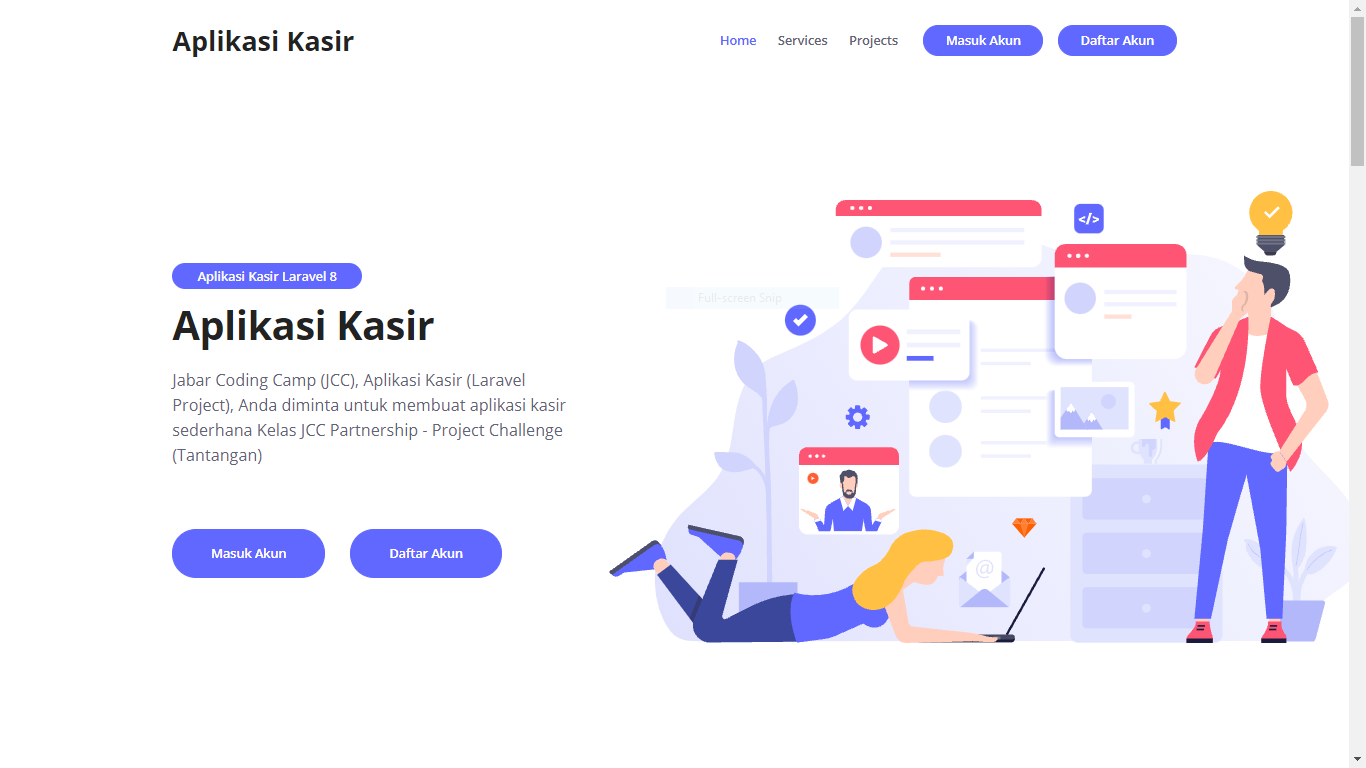 Aplikasi Kasir
Home Services Projects Masuk Akun Daftar Akun
Aplikasi Kasir Laravel 8
Full-screen Snip
Aplikasi Kasir
Jabar Coding Camp (JCC), Aplikasi Kasir (Laravel
Project), Anda diminta untuk membuat aplikasi kasir
sederhana Kelas JCC Partnership - Project Challenge
(Tantangan)
Masuk Akun Daftar Akun
</>
@